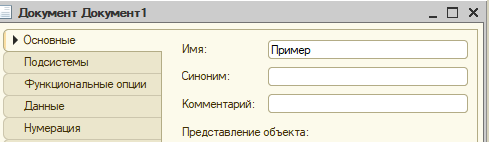 Документ Документ1
Основные
Подсистемы
Функциональные опции
Данные
Нумерация
Имя: Пример
Синоним:
Комментарий:
Представление объекта: